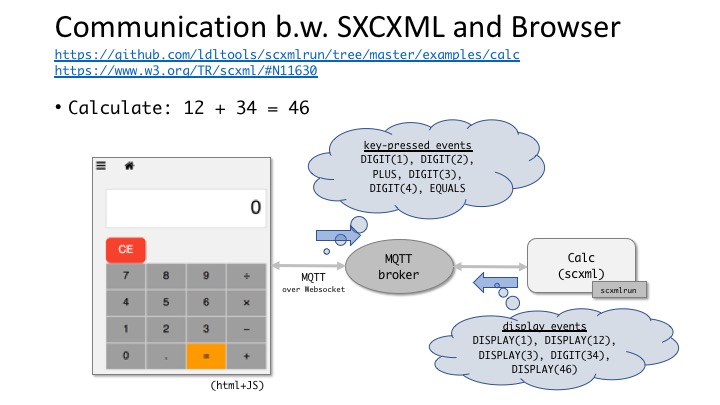 Communication b.w. SXCXML and Browser
https://github.com/ldltools/scxmlrun/tree/master/examples/calc
https://www.w3.org/TR/scxml/#N11630
• Calculate: 12 + 34 = 46
key-pressed events
DIGIT(1), DIGIT(2),
PLUS, DIGIT(3),
DIGIT(4), EQUALS
0
CE
7 8 9 ÷
4 5 6 ×
1 2 3 −
0 . = +
(html+JS)
MQTT
over Websocket
MQTT
broker
Calc
(scxml)
scxmlrun
display events
DISPLAY(1), DISPLAY(12),
DISPLAY(3), DIGIT(34),
DISPLAY(46)